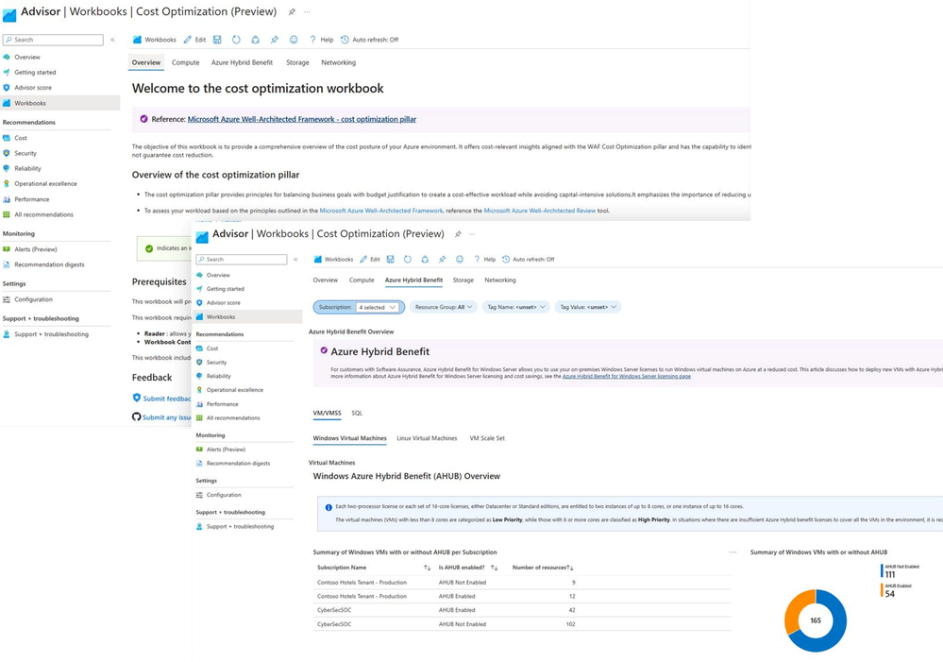 Advisor | Workbooks | Cost Optimization (Preview)
Search
Workbooks Edit Help Auto refresh: Off
Overview
Getting started
Advisor score
Workbooks
Recommendations
Cost
Security
Reliability
Operational excellence
Performance
All recommendations
Monitoring
Alerts (Preview)
Recommendation digests
Settings
Configuration
Support + troubleshooting
Support + troubleshooting
Overview Compute Azure Hybrid Benefit Storage Networking
Welcome to the cost optimization workbook
Reference: Microsoft Azure Well-Architected Framework - cost optimization pillar
The objective of this workbook is to provide a comprehensive overview of the cost posture of your Azure environment. It offers cost-relevant insights aligned with the WAF Cost Optimization pillar and has the capability to iden
not guarantee cost reduction.
Overview of the cost optimization pillar
• The cost optimization pillar provides principles for balancing business goals with budget justification to create a cost-effective workload while avoiding capital-intensive solutions.It emphasizes the importance of reducing u
• To assess your workload based on the principles outlined in the Microsoft Azure Well-Architected Framework, reference the Microsoft Azure Well-Architected Review tool.
Indicates an
Prerequisites
This workbook will pr
This workbook requir
• Reader : allows y
• Workbook Cont
This workbook includ
Feedback
Submit feedbac
Submit any issu
Advisor | Workbooks | Cost Optimization (Preview)
Search
Workbooks Edit Help Auto refresh: Off
Overview
Getting started
Advisor score
Workbooks
Recommendations
Cost
Security
Reliability
Operational excellence
Performance
All recommendations
Monitoring
Alerts (Preview)
Recommendation digests
Settings
Configuration
Support + troubleshooting
Support + troubleshooting
Overview Compute Azure Hybrid Benefit Storage Networking
Subscription: 4 selected Resource Group: All Tag Name: <unset> Tag Value: <unset>
Azure Hybrid Benefit Overview
Azure Hybrid Benefit
For customers with Software Assurance, Azure Hybrid Benefit for Windows Server allows you to use your on-premises Windows Server licenses to run Windows virtual machines on Azure at a reduced cost. This article discusses how to deploy new VMs with Azure Hybri
more information about Azure Hybrid Benefit for Windows Server licensing and cost savings, see the Azure Hybrid Benefit for Windows Server licensing page
VM/VMSS SQL
Windows Virtual Machines Linux Virtual Machines VM Scale Set
Virtual Machines
Windows Azure Hybrid Benefit (AHUB) Overview
Each two-processor license or each set of 16-core licenses, either Datacenter or Standard editions, are entitled to two instances of up to 8 cores, or one instance of up to 16 cores.
The virtual machines (VMs) with less than 8 cores are categorized as Low Priority, while those with 8 or more cores are classified as High Priority. In situations where there are insufficient Azure Hybrid benefit licenses to cover all the VMs in the environment, it is rec
Summary of Windows VMs with or without AHUB per Subscription
Subscription Name Is AHUB enabled? Number of resources
Contoso Hotels Tenant - Production AHUB Not Enabled 9
Contoso Hotels Tenant - Production AHUB Enabled 12
CyberSecSOC AHUB Enabled 42
CyberSecSOC AHUB Not Enabled 102
Summary of Windows VMs with or without AHUB
AHUB Not Enabled
111
AHUB Enabled
54
165